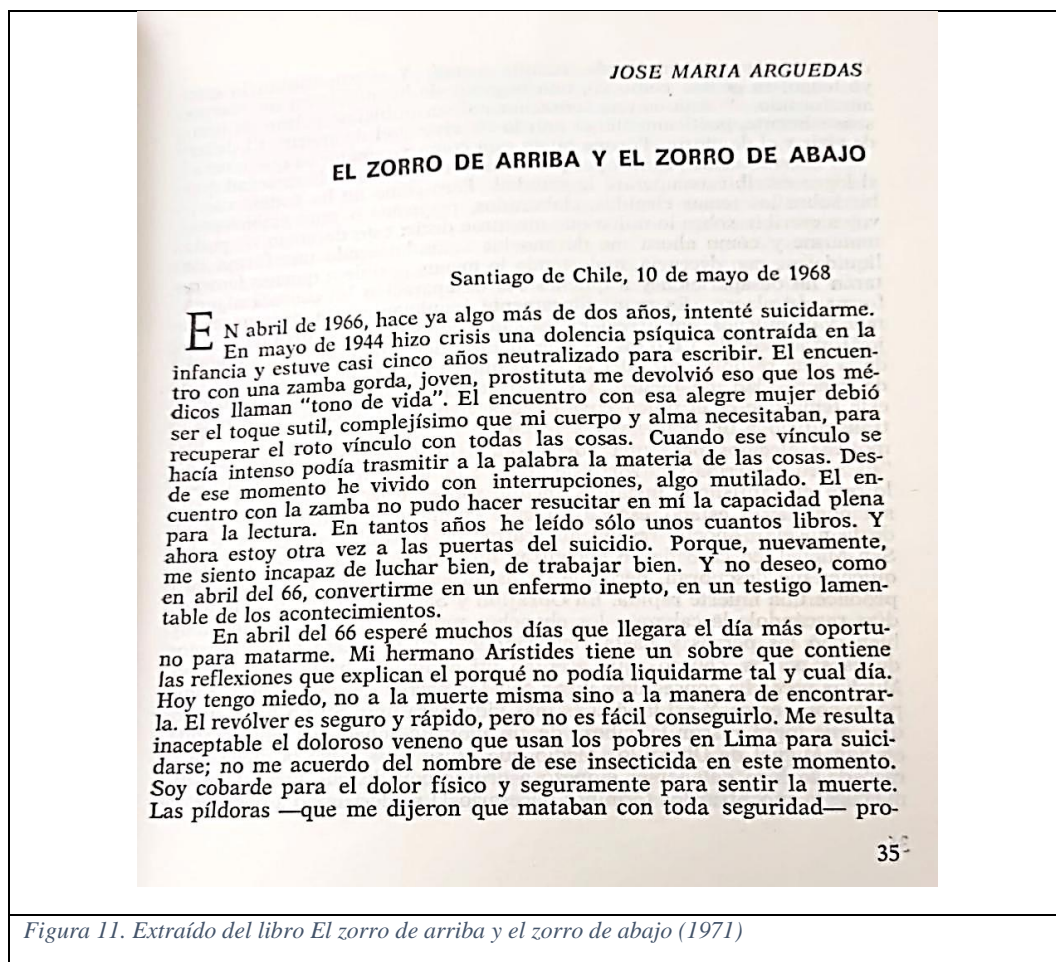 JOSE MARIA ARGUEDAS
EL ZORRO DE ARRIBA Y EL ZORRO DE ABAJO
Santiago de Chile, 10 de mayo de 1968
EN abril de 1966, hace ya algo más de dos años, intenté suicidarme.
En mayo de 1944 hizo crisis una dolencia psíquica contraída en la
infancia y estuve casi cinco años neutralizado para escribir. El encuen-
tro con una zamba gorda, joven, prostituta me devolvió eso que los mé-
dicos llaman "tono de vida". El encuentro con esa alegre mujer debió
ser el toque sutil, complejísimo que mi cuerpo y alma necesitaban, para
recuperar el roto vínculo con todas las cosas. Cuando ese vínculo se
hacía intenso podía trasmitir a la palabra la materia de las cosas. Des-
de ese momento he vivido con interrupciones, algo mutilado. El en-
cuentro con la zamba no pudo hacer resucitar en mí la capacidad plena
para la lectura. En tantos años he leído sólo unos cuantos libros. Y
ahora estoy otra vez a las puertas del suicidio. Porque, nuevamente,
me siento incapaz de luchar bien, de trabajar bien. Y no deseo, como
en abril del 66, convertirme en un enfermo inepto, en un testigo lamen-
table de los acontecimientos.
En abril del 66 esperé muchos días que llegara el día más oportu-
no para matarme. Mi hermano Arístides tiene un sobre que contiene
las reflexiones que explican el porqué no podía liquidarme tal y cual día.
Hoy tengo miedo, no a la muerte misma sino a la manera de encontrar-
la. El revólver es seguro y rápido, pero no es fácil conseguirlo. Me resulta
inaceptable el doloroso veneno que usan los pobres en Lima para suici-
darse; no me acuerdo del nombre de ese insecticida en este momento.
Soy cobarde para el dolor físico y seguramente para sentir la muerte.
Las píldoras —que me dijeron que mataban con toda seguridad— pro-
35
Figura 11. Extraído del libro El zorro de arriba y el zorro de abajo (1971)